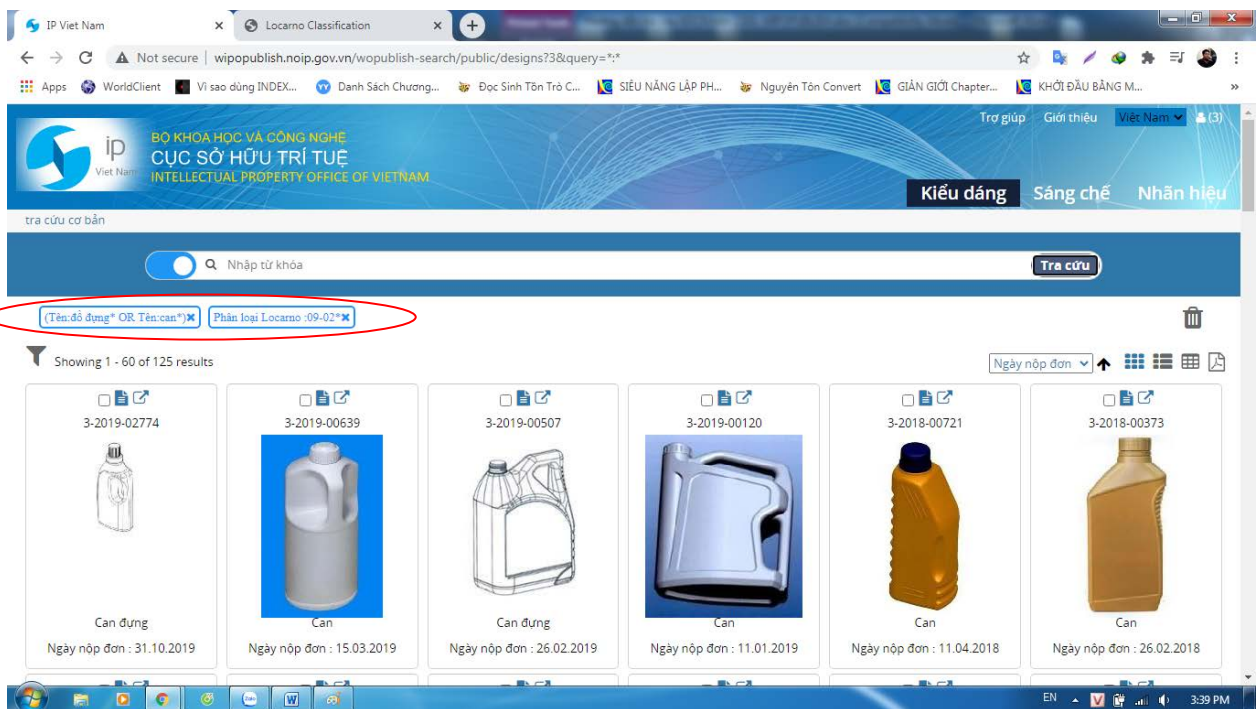 IP Viet Nam
Locarno Classification
Not secure | wipopublish.noip.gov.vn/wopublish-search/public/designs?3&query=*:*
Apps WorldClient Vì sao dùng INDEX... Danh Sách Chương... Đọc Sinh Tồn Trò C... SIÊU NĂNG LẬP PH... Nguyên Tôn Convert GIẢN GIỚI Chapter... KHỞI ĐẦU BẰNG M... »
Trợ giúp Giới thiệu Việt Nam (3)
ip
Viet Nam
BỘ KHOA HỌC VÀ CÔNG NGHỆ
CỤC SỞ HỮU TRÍ TUỆ
INTELLECTUAL PROPERTY OFFICE OF VIETNAM
Kiểu dáng Sáng chế Nhãn hiệu
tra cứu cơ bản
Nhập từ khóa Tra cứu
(Tên:đồ đựng* OR Tên:can*)✖ Phân loại Locarno :09-02*✖
Showing 1 - 60 of 125 results Ngày nộp đơn
3-2019-02774 3-2019-00639 3-2019-00507 3-2019-00120 3-2018-00721 3-2018-00373
Can đựng Can Can đựng Can Can Can
Ngày nộp đơn : 31.10.2019 Ngày nộp đơn : 15.03.2019 Ngày nộp đơn : 26.02.2019 Ngày nộp đơn : 11.01.2019 Ngày nộp đơn : 11.04.2018 Ngày nộp đơn : 26.02.2018
EN 3:39 PM